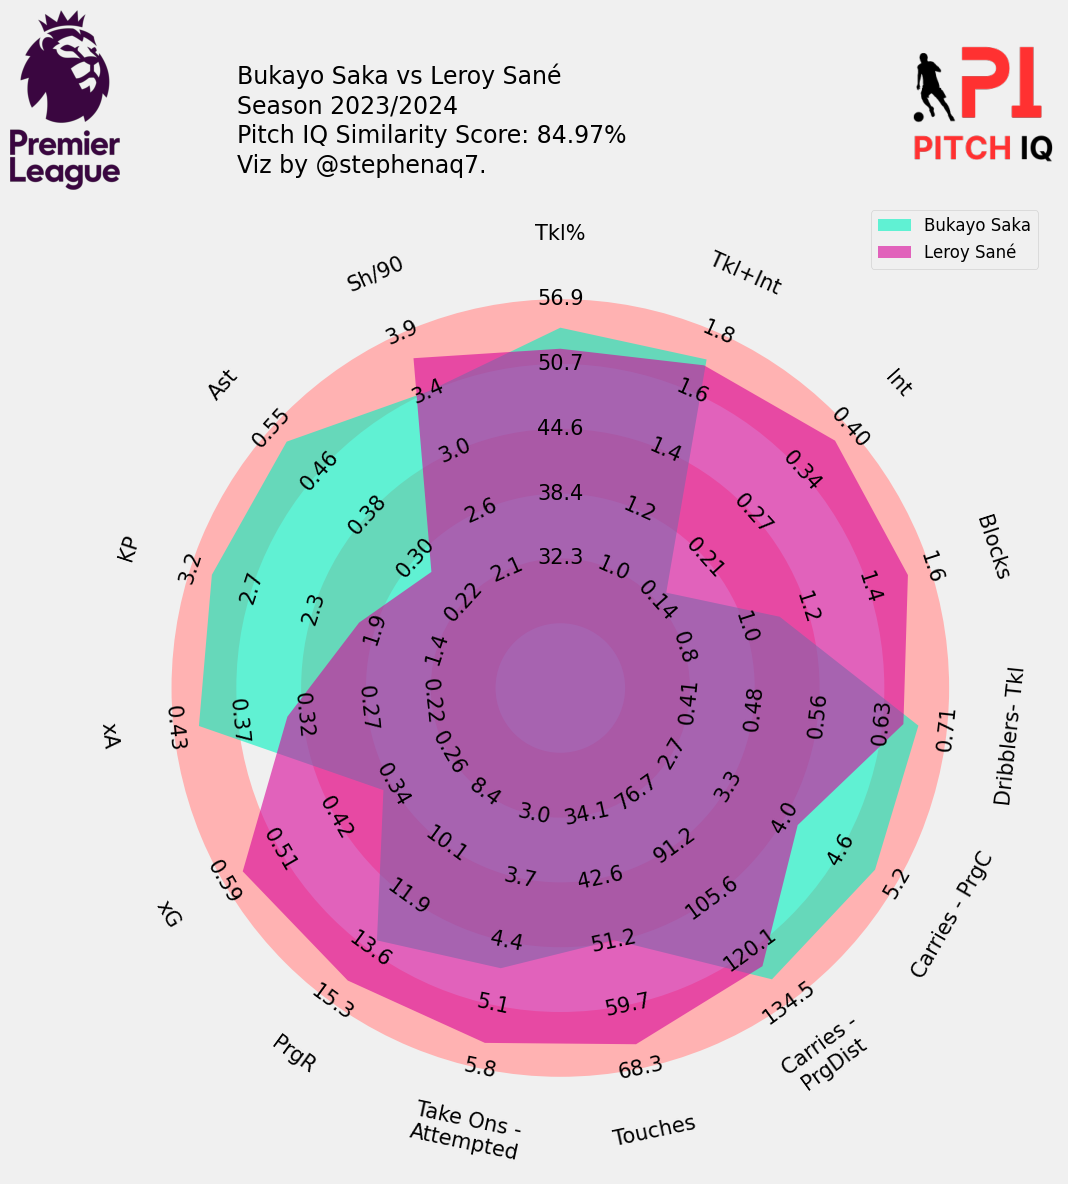 Premier
League
Bukayo Saka vs Leroy Sané
Season 2023/2024
Pitch IQ Similarity Score: 84.97%
Viz by @stephenaq7.
PI
PITCH IQ
Bukayo Saka
Leroy Sané
Tkl%
56.9
50.7
44.6
38.4
32.3
Tkl+Int
1.8
1.6
1.4
1.2
1.0
Int
0.40
0.34
0.27
0.21
0.14
Blocks
1.6
1.4
1.2
1.0
0.8
Dribblers- Tkl
0.71
0.63
0.56
0.48
0.41
Carries - PrgC
5.2
4.6
4.0
3.3
2.7
Carries -
PrgDist
134.5
120.1
105.6
91.2
76.7
Touches
68.3
59.7
51.2
42.6
34.1
Take Ons -
Attempted
5.8
5.1
4.4
3.7
3.0
PrgR
15.3
13.6
11.9
10.1
8.4
xG
0.59
0.51
0.42
0.34
0.26
xA
0.43
0.37
0.32
0.27
0.22
KP
3.2
2.7
2.3
1.9
1.4
Ast
0.55
0.46
0.38
0.30
0.22
Sh/90
3.9
3.4
3.0
2.6
2.1